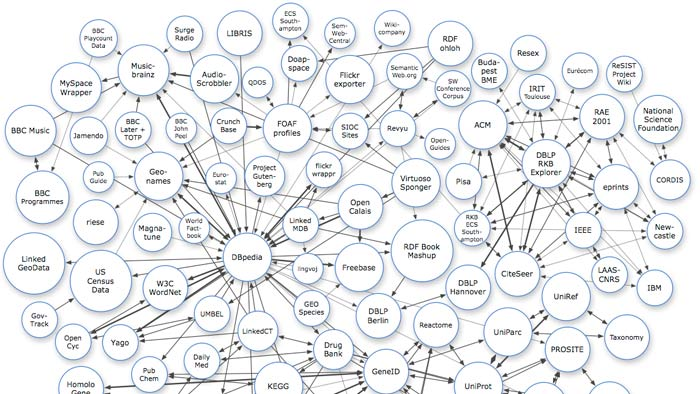 BBC
Playcount
Data
Surge
Radio
LIBRIS
ECS
South-
ampton
Sem-
Web-
Central
Wiki-
company
RDF
ohloh
Resex
Music-
brainz
Audio-
Scrobbler
QDOS
Doap-
space
Flickr
exporter
Semantic
Web.org
SW
Conference
Corpus
Buda-
pest
BME
IRIT
Toulouse
Eurécom
ReSIST
Project
Wiki
MySpace
Wrapper
BBC Music
Jamendo
BBC
Later +
TOTP
BBC
John
Peel
Crunch
Base
FOAF
profiles
SIOC
Sites
Revyu
Open-
Guides
ACM
RAE
2001
National
Science
Foundation
BBC
Programmes
Pub
Guide
Geo-
names
Euro-
stat
Project
Guten-
berg
flickr
wrappr
Virtuoso
Sponger
Pisa
DBLP
RKB
Explorer
eprints
CORDIS
riese
Magna-
tune
World
Fact-
book
Linked
MDB
Open
Calais
RKB
ECS
South-
ampton
IEEE
New-
castle
Linked
GeoData
US
Census
Data
W3C
WordNet
DBpedia
lingvoj
Freebase
RDF Book
Mashup
DBLP
Hannover
CiteSeer
LAAS-
CNRS
IBM
Gov-
Track
Open
Cyc
Yago
UMBEL
LinkedCT
GEO
Species
DBLP
Berlin
Reactome
UniParc
UniRef
Taxonomy
Homolo
Gene
Pub
Chem
Daily
Med
KEGG
Drug
Bank
GeneID
UniProt
PROSITE